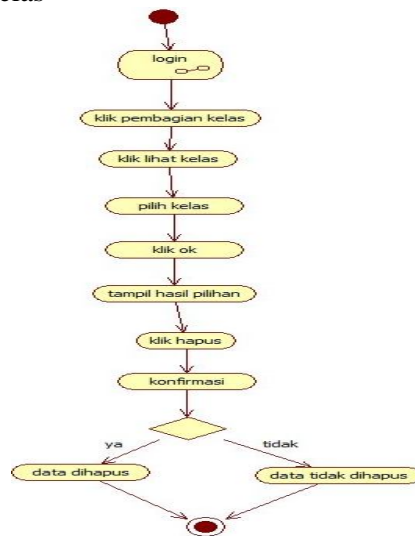 login
klik pembagian kelas
klik lihat kelas
pilih kelas
klik ok
tampil hasil pilihan
klik hapus
konfirmasi
ya
tidak
data dihapus
data tidak dihapus